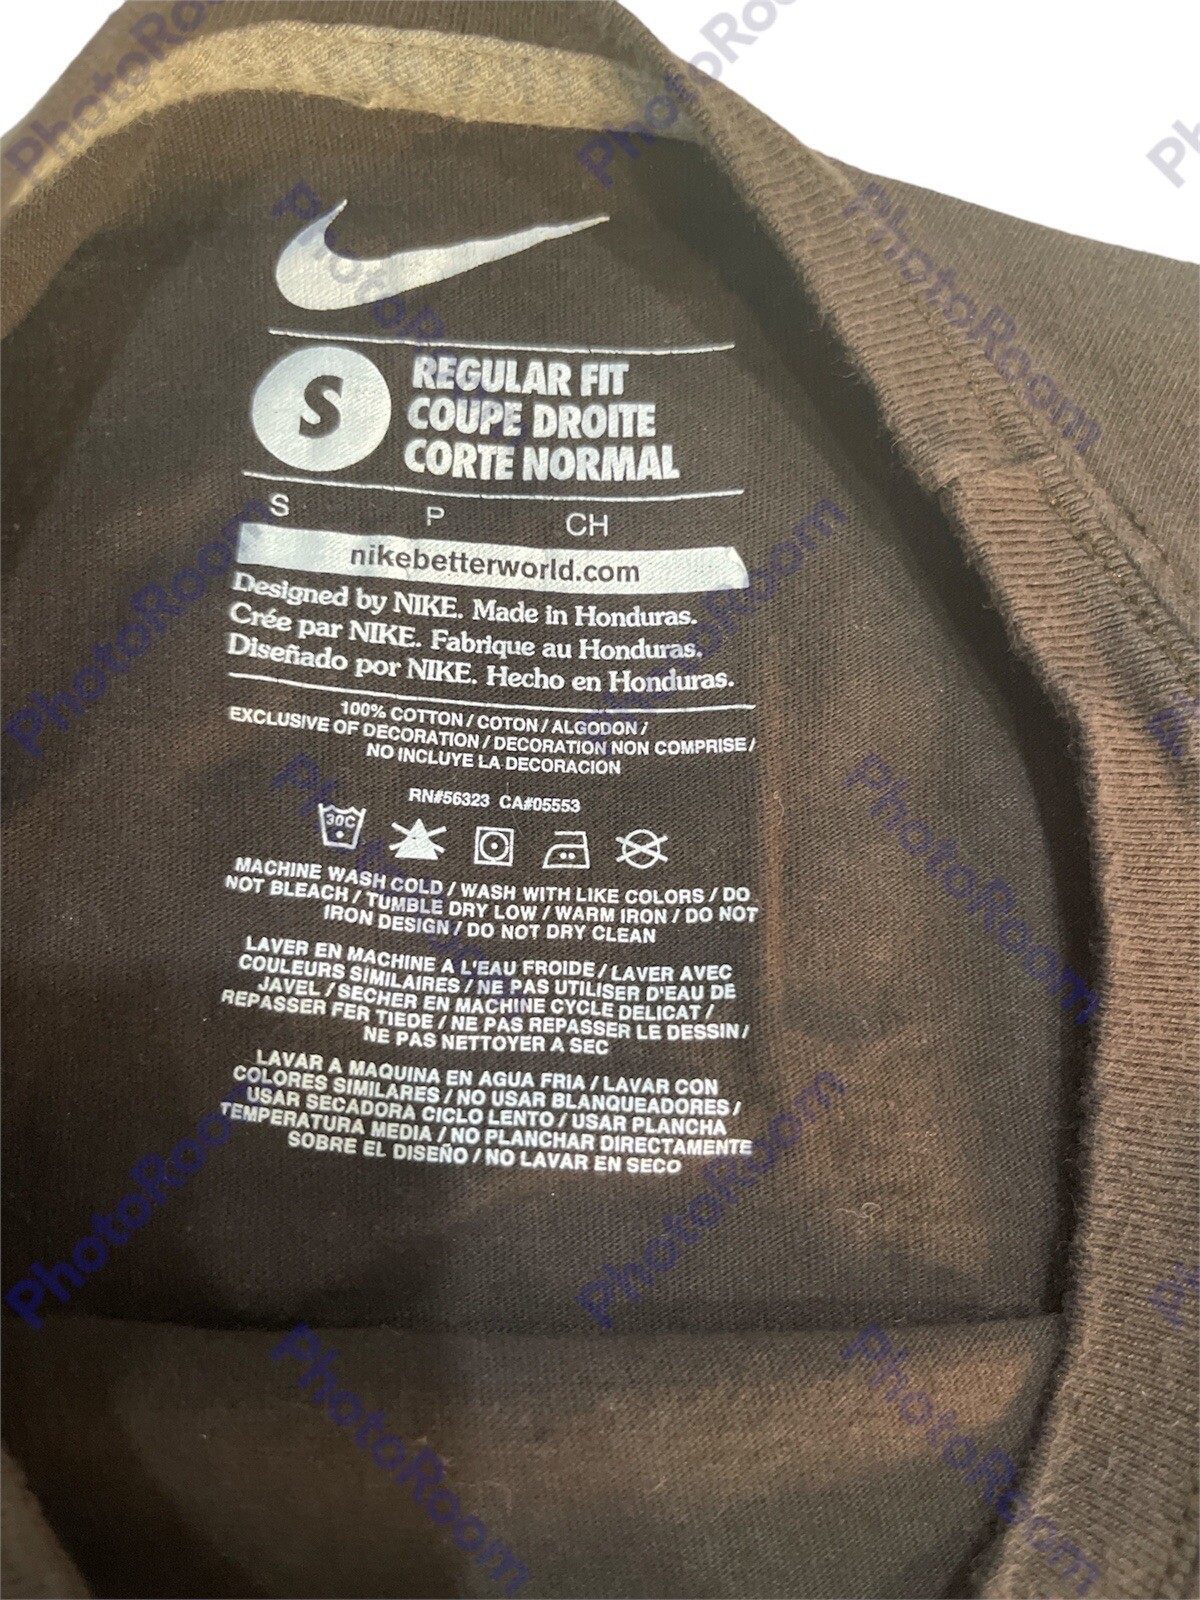 S
REGULAR FIT
COUPE DROITE
CORTE NORMAL
S P CH
nikebetterworld.com
Designed by NIKE. Made in Honduras.
Crée par NIKE. Fabrique au Honduras.
Diseñado por NIKE. Hecho en Honduras.
100% COTTON / COTON / ALGODON /
EXCLUSIVE OF DECORATION / DECORATION NON COMPRISE /
NO INCLUYE LA DECORACION
RN#56323 CA#05553
30C
MACHINE WASH COLD / WASH WITH LIKE COLORS / DO
NOT BLEACH / TUMBLE DRY LOW / WARM IRON / DO NOT
IRON DESIGN / DO NOT DRY CLEAN
LAVER EN MACHINE A L'EAU FROIDE / LAVER AVEC
COULEURS SIMILAIRES / NE PAS UTILISER D'EAU DE
JAVEL / SECHER EN MACHINE CYCLE DELICAT /
REPASSER FER TIEDE / NE PAS REPASSER LE DESSIN /
NE PAS NETTOYER A SEC
LAVAR A MAQUINA EN AGUA FRIA / LAVAR CON
COLORES SIMILARES / NO USAR BLANQUEADORES /
USAR SECADORA CICLO LENTO / USAR PLANCHA
TEMPERATURA MEDIA / NO PLANCHAR DIRECTAMENTE
SOBRE EL DISEÑO / NO LAVAR EN SECO
PhotoRoom